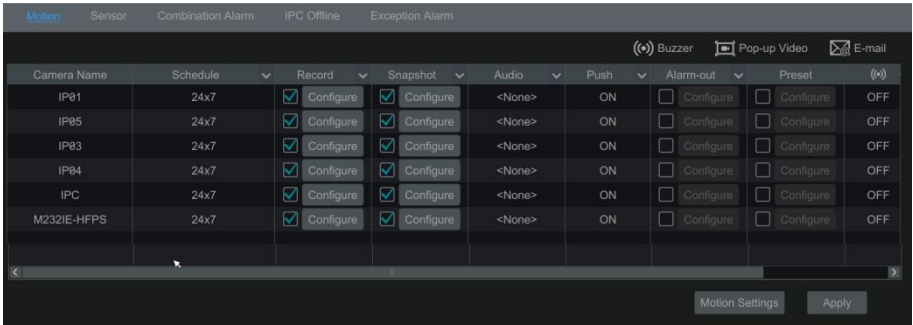 Motion Sensor Combination Alarm IPC Offline Exception Alarm
Buzzer Pop-up Video E-mail
Camera Name Schedule Record Snapshot Audio Push Alarm-out Preset
IP01 24x7 Configure Configure <None> ON Configure Configure OFF
IP05 24x7 Configure Configure <None> ON Configure Configure OFF
IP03 24x7 Configure Configure <None> ON Configure Configure OFF
IP04 24x7 Configure Configure <None> ON Configure Configure OFF
IPC 24x7 Configure Configure <None> ON Configure Configure OFF
M232IE-HFPS 24x7 Configure Configure <None> ON Configure Configure OFF
Motion Settings Apply